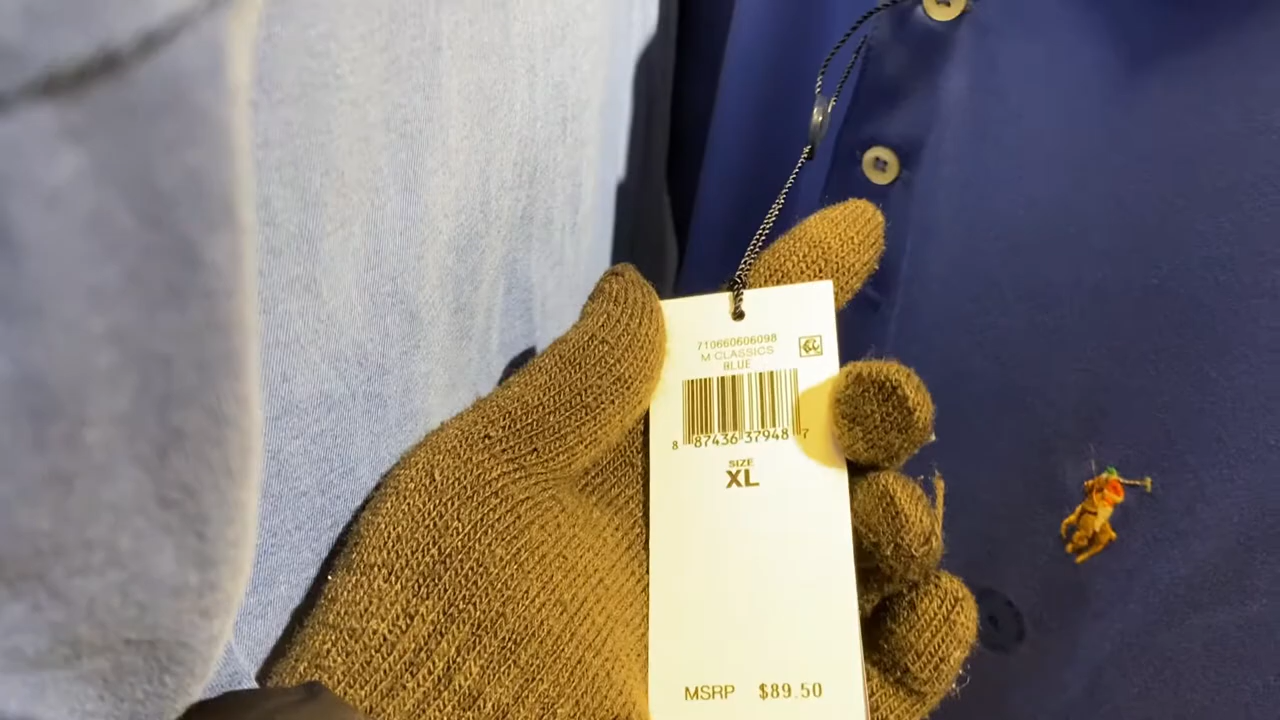 710660606098
M CLASSICS
BLUE
8 87436 37948 7
SIZE
XL
MSRP $89.50